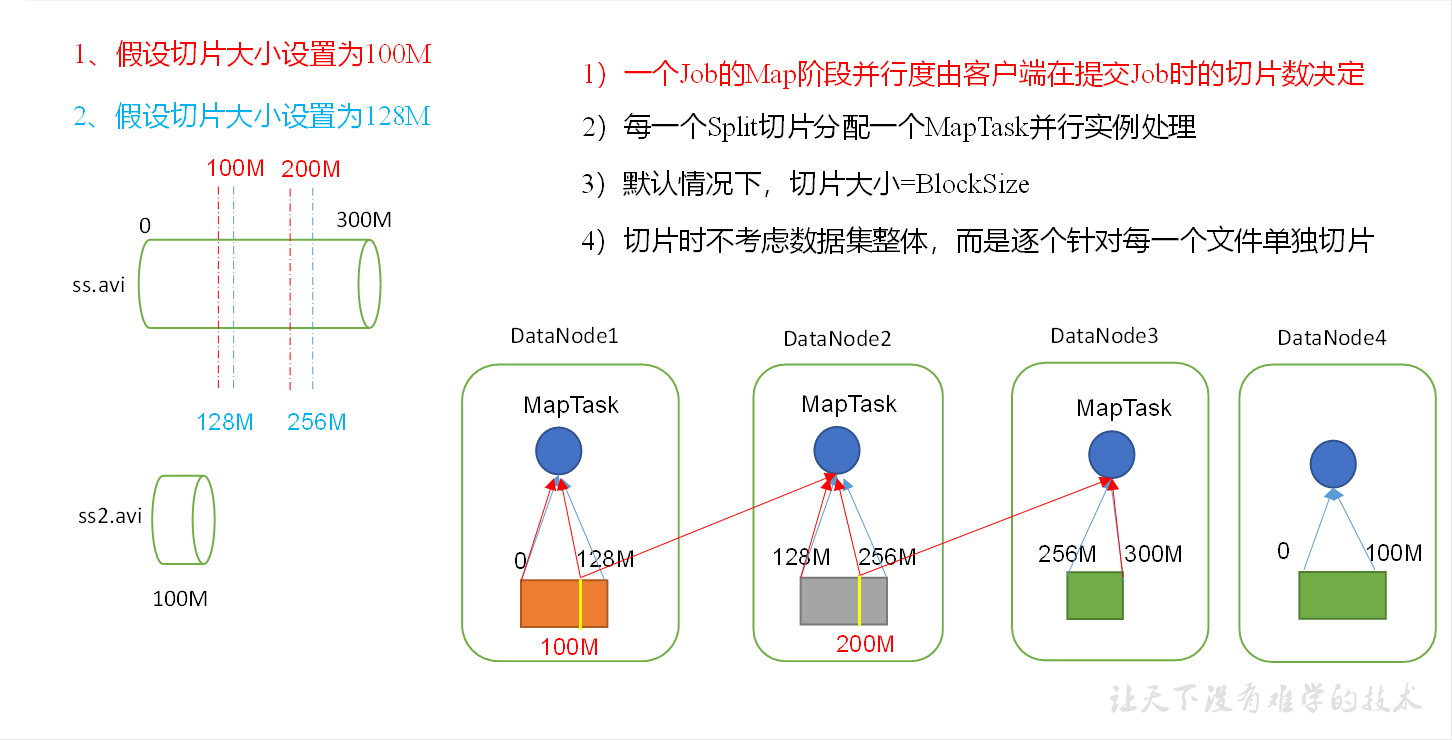 1、假设切片大小设置为100M
2、假设切片大小设置为128M
100M 200M
0 300M
ss.avi
128M 256M
ss2.avi
100M
1）一个Job的Map阶段并行度由客户端在提交Job时的切片数决定
2）每一个Split切片分配一个MapTask并行实例处理
3）默认情况下，切片大小=BlockSize
4）切片时不考虑数据集整体，而是逐个针对每一个文件单独切片
DataNode1 DataNode2 DataNode3 DataNode4
MapTask MapTask MapTask
0 128M 128M 256M 256M 300M 0 100M
100M 200M
让天下没有难学的技术